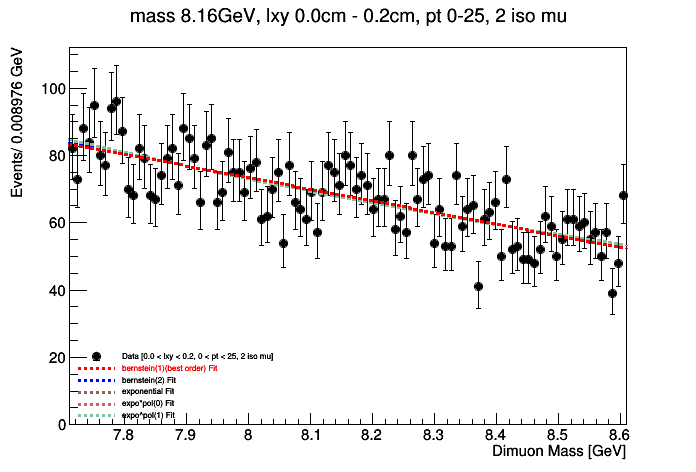 mass 8.16GeV, lxy 0.0cm - 0.2cm, pt 0-25, 2 iso mu
Events/ 0.008976 GeV
100
80
60
40
20
0
Data [0.0 < lxy < 0.2, 0 < pt < 25, 2 iso mu]
bernstein(1)(best order) Fit
bernstein(2) Fit
exponential Fit
expo*pol(0) Fit
expo*pol(1) Fit
7.8 7.9 8 8.1 8.2 8.3 8.4 8.5 8.6
Dimuon Mass [GeV]